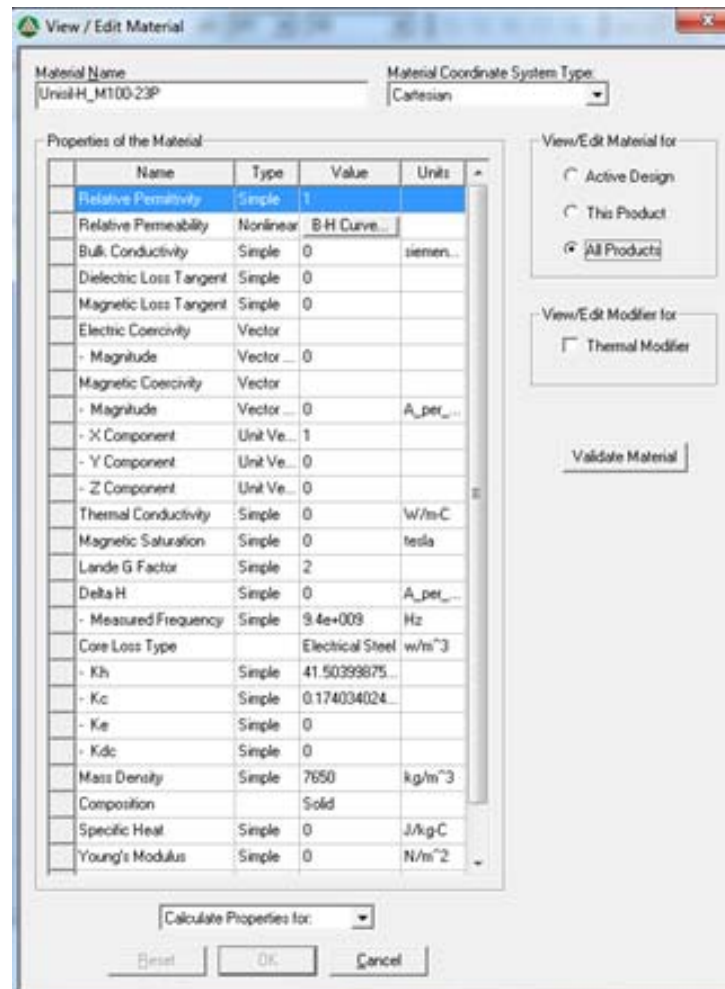 View / Edit Material
Material Name
Unisil-H_M100-23P
Material Coordinate System Type:
Cartesian
Properties of the Material
Name Type Value Units
Relative Permittivity Simple 1
Relative Permeability Nonlinear B-H Curve...
Bulk Conductivity Simple 0 siemen...
Dielectric Loss Tangent Simple 0
Magnetic Loss Tangent Simple 0
Electric Coercivity Vector
- Magnitude Vector ... 0
Magnetic Coercivity Vector
- Magnitude Vector ... 0 A_per_...
- X Component Unit Ve... 1
- Y Component Unit Ve... 0
- Z Component Unit Ve... 0
Thermal Conductivity Simple 0 W/m-C
Magnetic Saturation Simple 0 tesla
Lande G Factor Simple 2
Delta H Simple 0 A_per_...
- Measured Frequency Simple 9.4e+009 Hz
Core Loss Type Electrical Steel w/m^3
- Kh Simple 41.50399875...
- Kc Simple 0.174034024...
- Ke Simple 0
- Kdc Simple 0
Mass Density Simple 7650 kg/m^3
Composition Solid
Specific Heat Simple 0 J/kg-C
Young's Modulus Simple 0 N/m^2
View/Edit Material for
Active Design
This Product
All Products
View/Edit Modifier for
Thermal Modifier
Validate Material
Calculate Properties for:
Reset OK Cancel